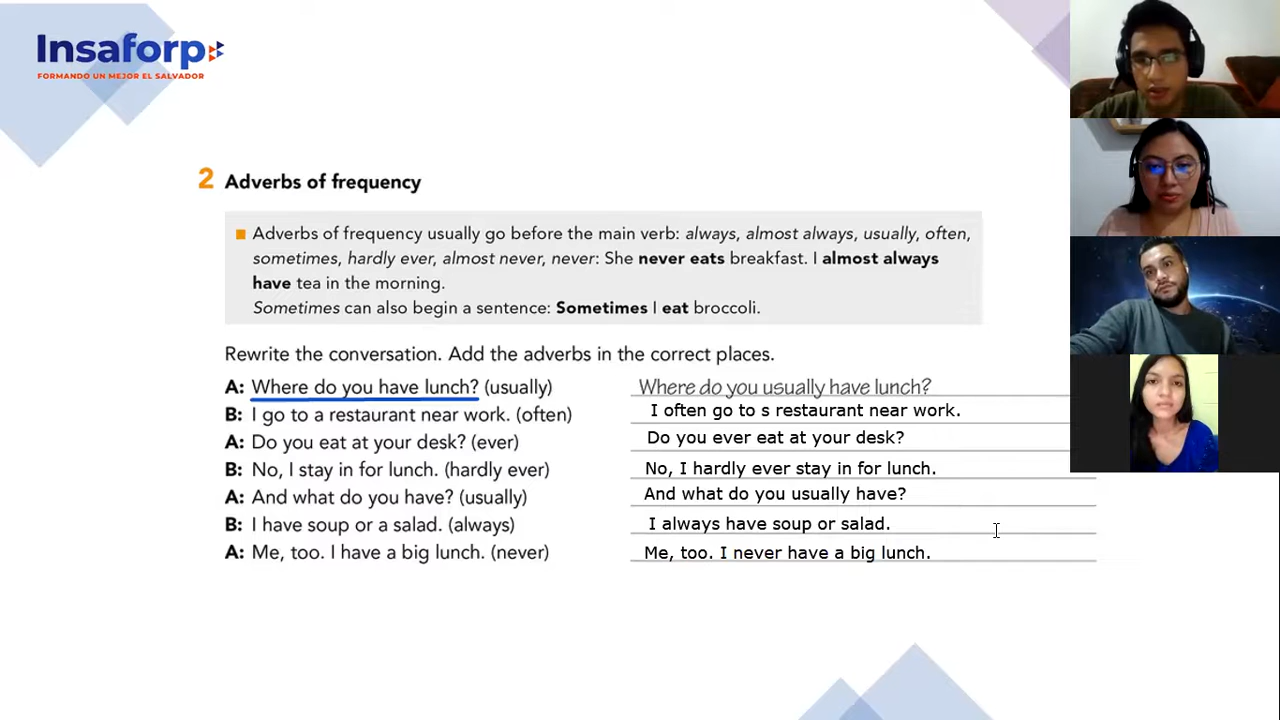 Insaforp
FORMANDO UN MEJOR EL SALVADOR
2 Adverbs of frequency
Adverbs of frequency usually go before the main verb: always, almost always, usually, often,
sometimes, hardly ever, almost never, never: She never eats breakfast. I almost always
have tea in the morning.
Sometimes can also begin a sentence: Sometimes I eat broccoli.
Rewrite the conversation. Add the adverbs in the correct places.
A: Where do you have lunch? (usually) Where do you usually have lunch?
B: I go to a restaurant near work. (often) I often go to s restaurant near work.
A: Do you eat at your desk? (ever) Do you ever eat at your desk?
B: No, I stay in for lunch. (hardly ever) No, I hardly ever stay in for lunch.
A: And what do you have? (usually) And what do you usually have?
B: I have soup or a salad. (always) I always have soup or salad.
A: Me, too. I have a big lunch. (never) Me, too. I never have a big lunch.